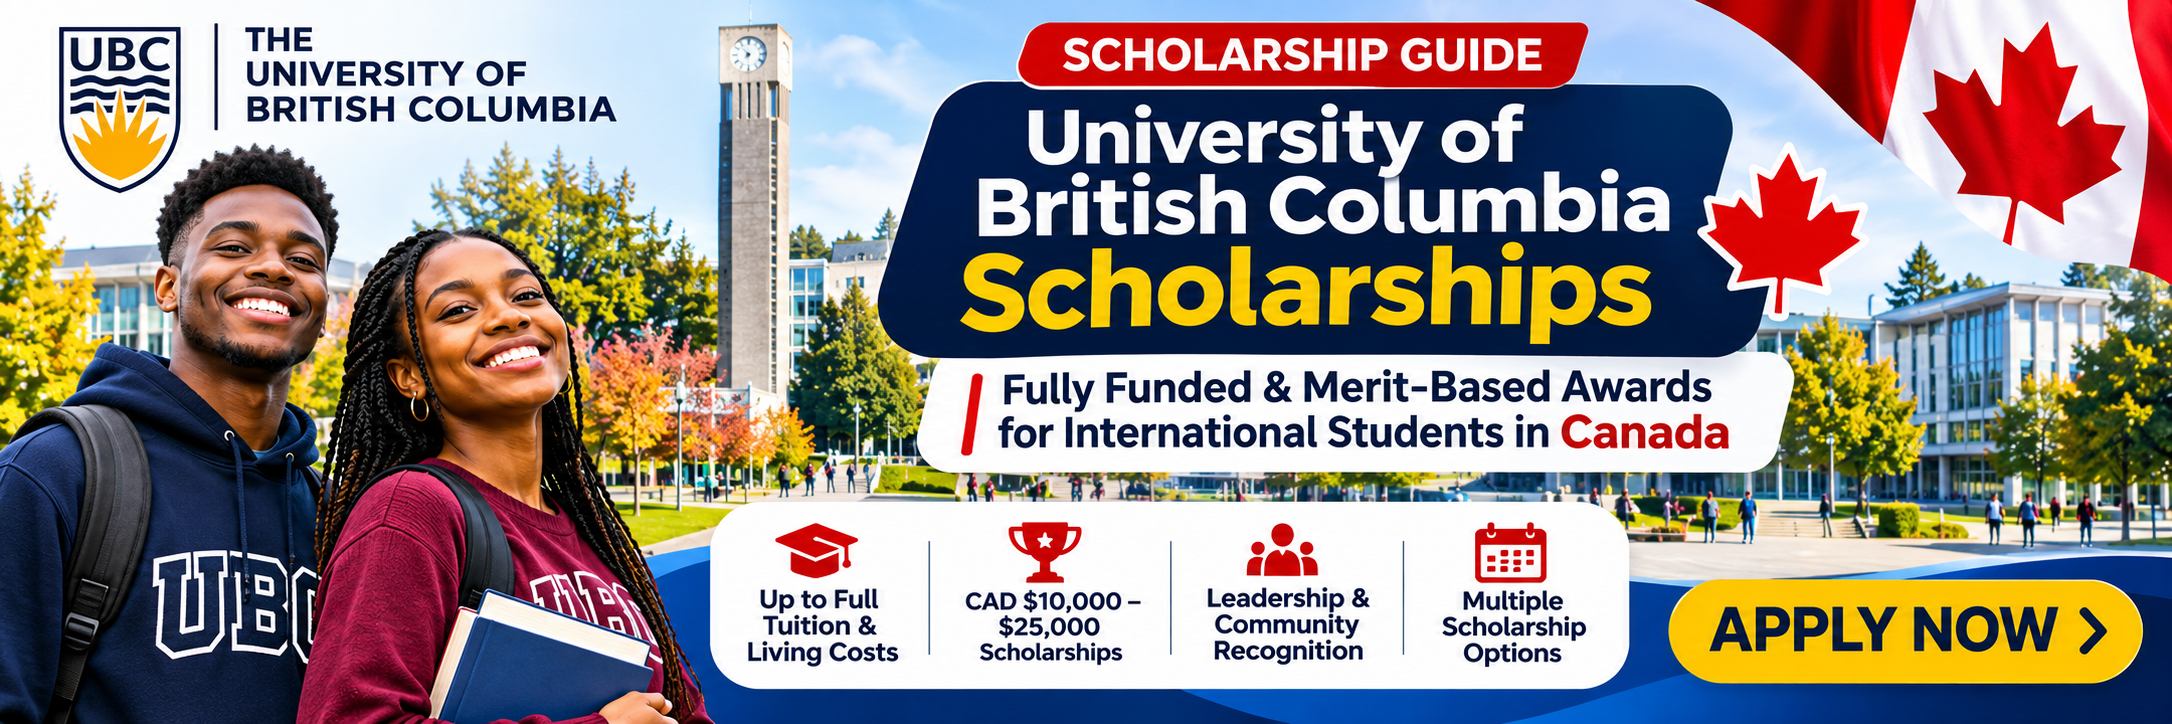 UBC
THE
UNIVERSITY OF
BRITISH COLUMBIA
SCHOLARSHIP GUIDE
University of
British Columbia
Scholarships
Fully Funded & Merit-Based Awards
for International Students in Canada
UBC
UBC
Up to Full
Tuition &
Living Costs
CAD $10,000 –
$25,000
Scholarships
Leadership &
Community
Recognition
Multiple
Scholarship
Options
APPLY NOW